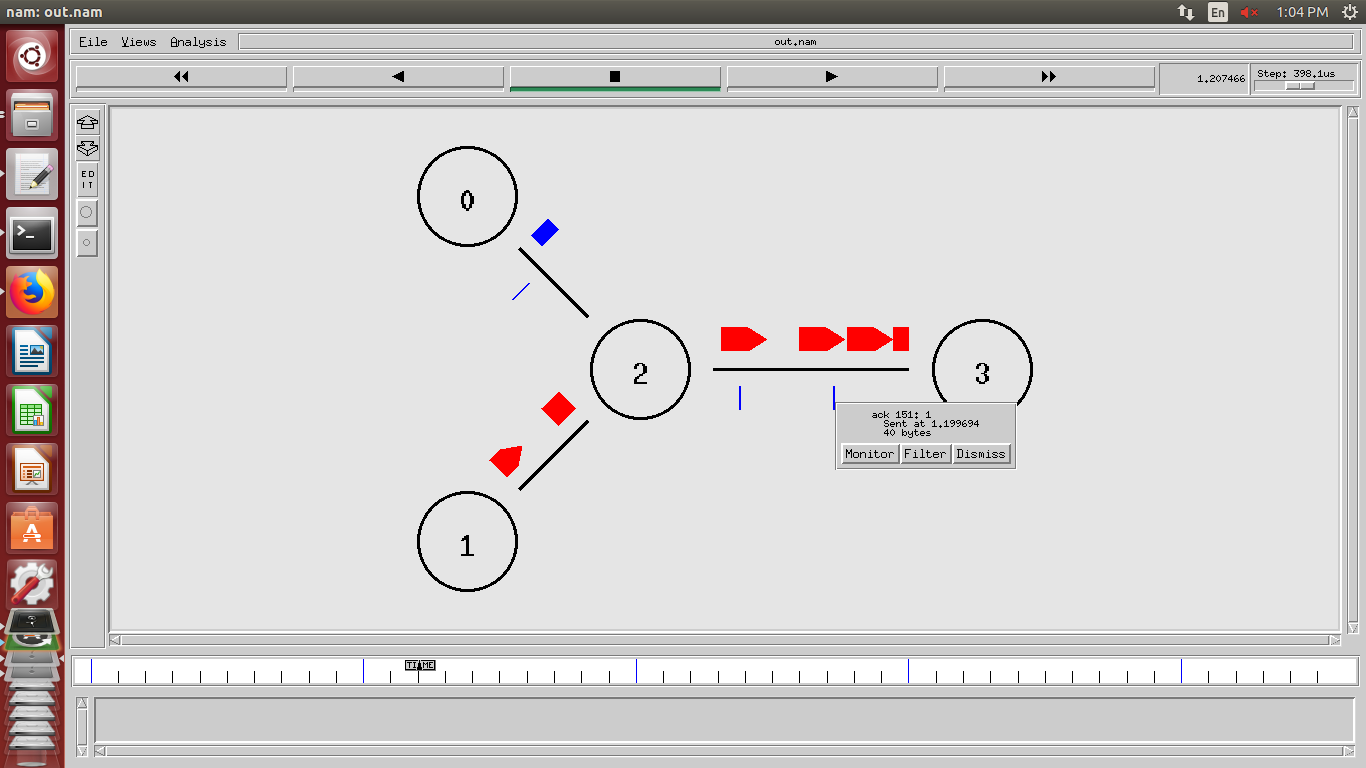 nam: out.nam
En
1:04 PM
File Views Analysis
out.nam
1.207466
Step: 398.1us
ED
IT
0
2
3
1
ack 151: 1
Sent at 1.199694
40 bytes
Monitor Filter Dismiss
TIME